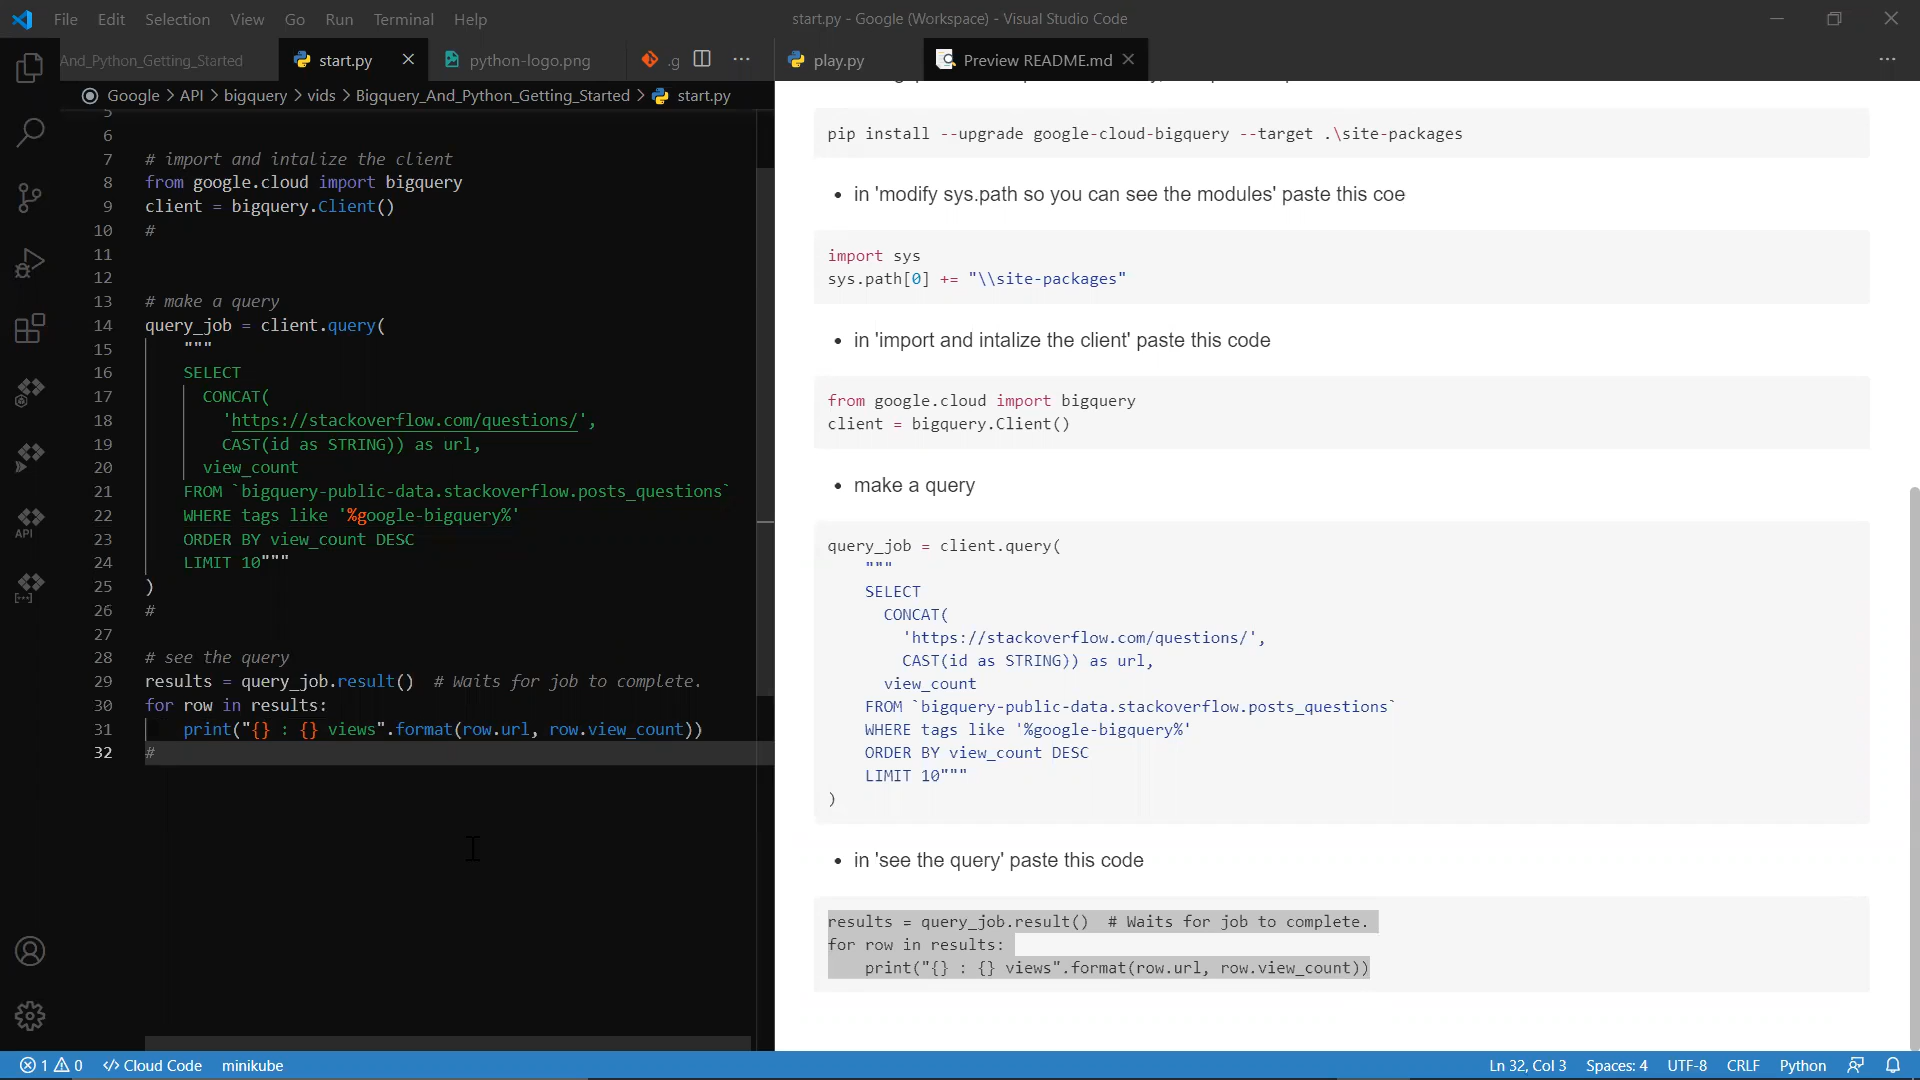 File Edit Selection View Go Run Terminal Help
start.py - Google (Workspace) - Visual Studio Code
And_Python_Getting_Started
start.py
python-logo.png
.g
play.py
Preview README.md
Google > API > bigquery > vids > Bigquery_And_Python_Getting_Started > start.py
5
6
7 # import and intalize the client
8 from google.cloud import bigquery
9 client = bigquery.Client()
10 #
11
12
13 # make a query
14 query_job = client.query(
15 """
16 SELECT
17 CONCAT(
18 'https://stackoverflow.com/questions/',
19 CAST(id as STRING)) as url,
20 view_count
21 FROM `bigquery-public-data.stackoverflow.posts_questions`
22 WHERE tags like '%google-bigquery%'
23 ORDER BY view_count DESC
24 LIMIT 10"""
25 )
26 #
27
28 # see the query
29 results = query_job.result()  # Waits for job to complete.
30 for row in results:
31 print("{} : {} views".format(row.url, row.view_count))
32 #
API
pip install --upgrade google-cloud-bigquery --target .\site-packages
• in 'modify sys.path so you can see the modules' paste this coe
import sys
sys.path[0] += "\\site-packages"
• in 'import and intalize the client' paste this code
from google.cloud import bigquery
client = bigquery.Client()
• make a query
query_job = client.query(
"""
SELECT
CONCAT(
'https://stackoverflow.com/questions/',
CAST(id as STRING)) as url,
view_count
FROM `bigquery-public-data.stackoverflow.posts_questions`
WHERE tags like '%google-bigquery%'
ORDER BY view_count DESC
LIMIT 10"""
)
• in 'see the query' paste this code
results = query_job.result()  # Waits for job to complete.
for row in results:
print("{} : {} views".format(row.url, row.view_count))
1 0 Cloud Code minikube
Ln 32, Col 3 Spaces: 4 UTF-8 CRLF Python